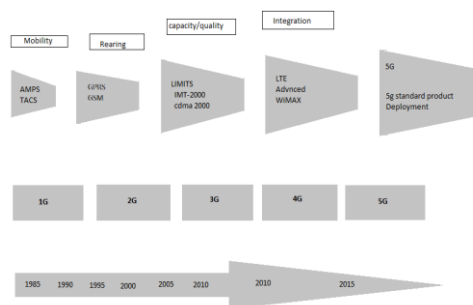 Mobility
Rearing
capacity/quality
Integration
AMPS
TACS
GPRS
GSM
LIMITS
IMT-2000
cdma 2000
LTE
Advnced
WIMAX
5G
5g standard product
Deployment
1G
2G
3G
4G
5G
1985 1990 1995 2000 2005 2010 2010 2015